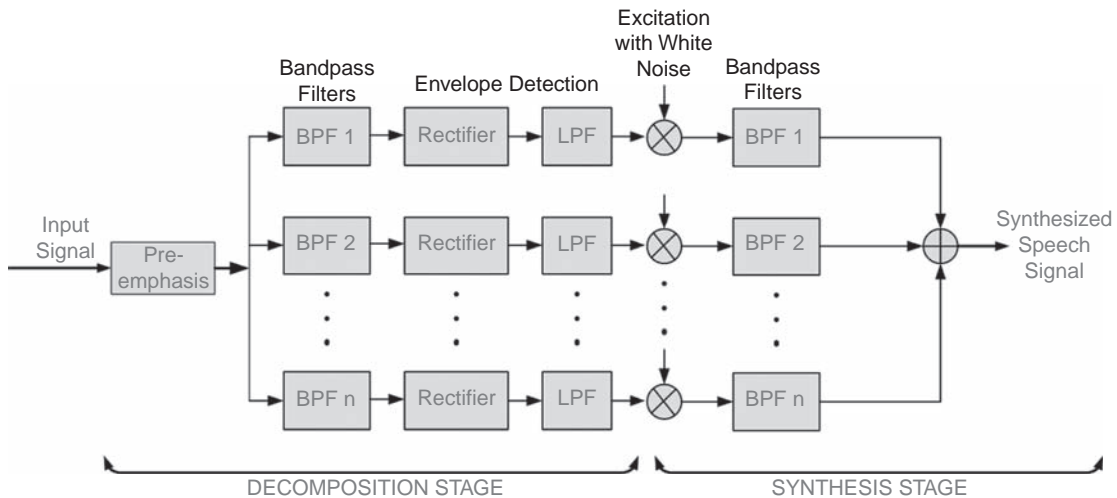 Excitation
with White
Noise
Bandpass
Filters
Envelope Detection
Bandpass
Filters
BPF 1
Rectifier
LPF
BPF 1
Input
Signal
Pre-
emphasis
BPF 2
Rectifier
LPF
BPF 2
Synthesized
Speech
Signal
BPF n
Rectifier
LPF
BPF n
DECOMPOSITION STAGE
SYNTHESIS STAGE